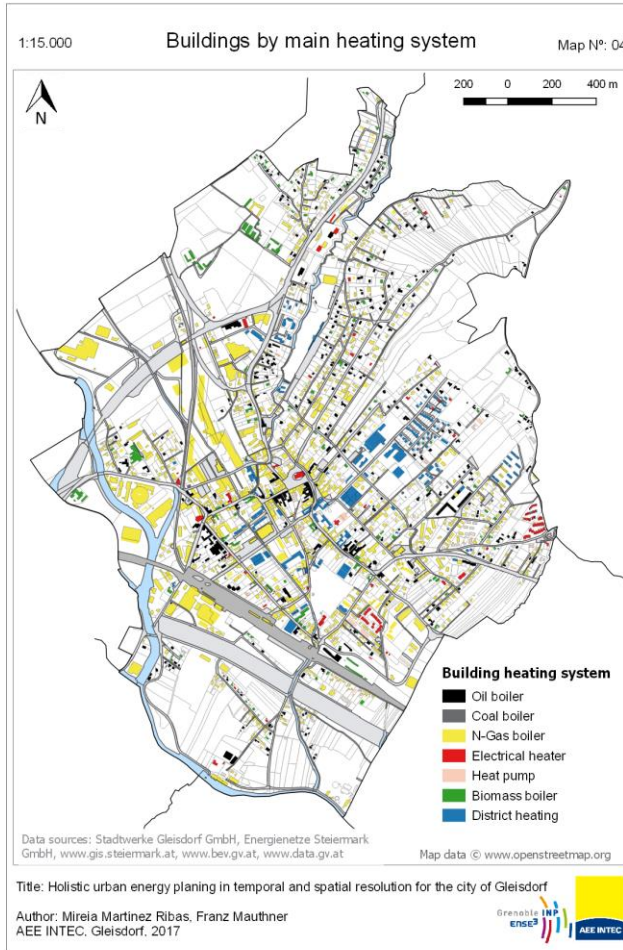 1:15.000
Buildings by main heating system
Map Nº: 04
N
200 0 200 400 m
Building heating system
Oil boiler
Coal boiler
N-Gas boiler
Electrical heater
Heat pump
Biomass boiler
District heating
Data sources: Stadtwerke Gleisdorf GmbH, Energienetze Steiermark
GmbH, www.gis.steiermark.at, www.bev.gv.at, www.data.gv.at
Map data © www.openstreetmap.org
Title: Holistic urban energy planing in temporal and spatial resolution for the city of Gleisdorf
Author: Mireia Martinez Ribas, Franz Mauthner
AEE INTEC, Gleisdorf, 2017
Grenoble INP
ENSE3
AEE INTEC